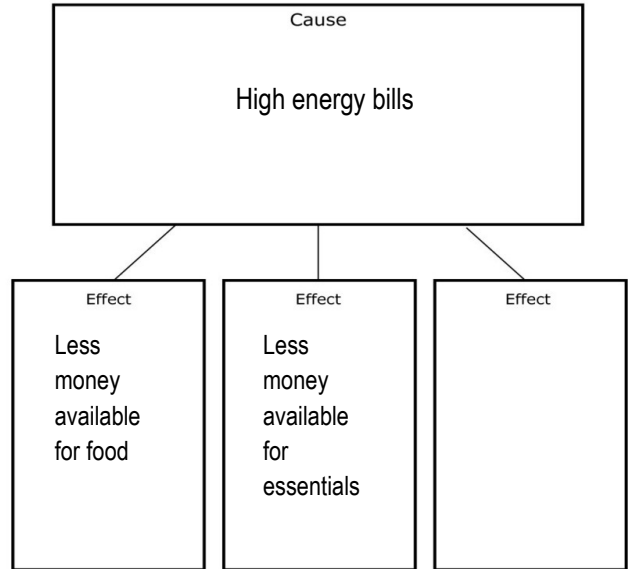 Cause
High energy bills
Effect
Less
money
available
for food
Effect
Less
money
available
for
essentials
Effect